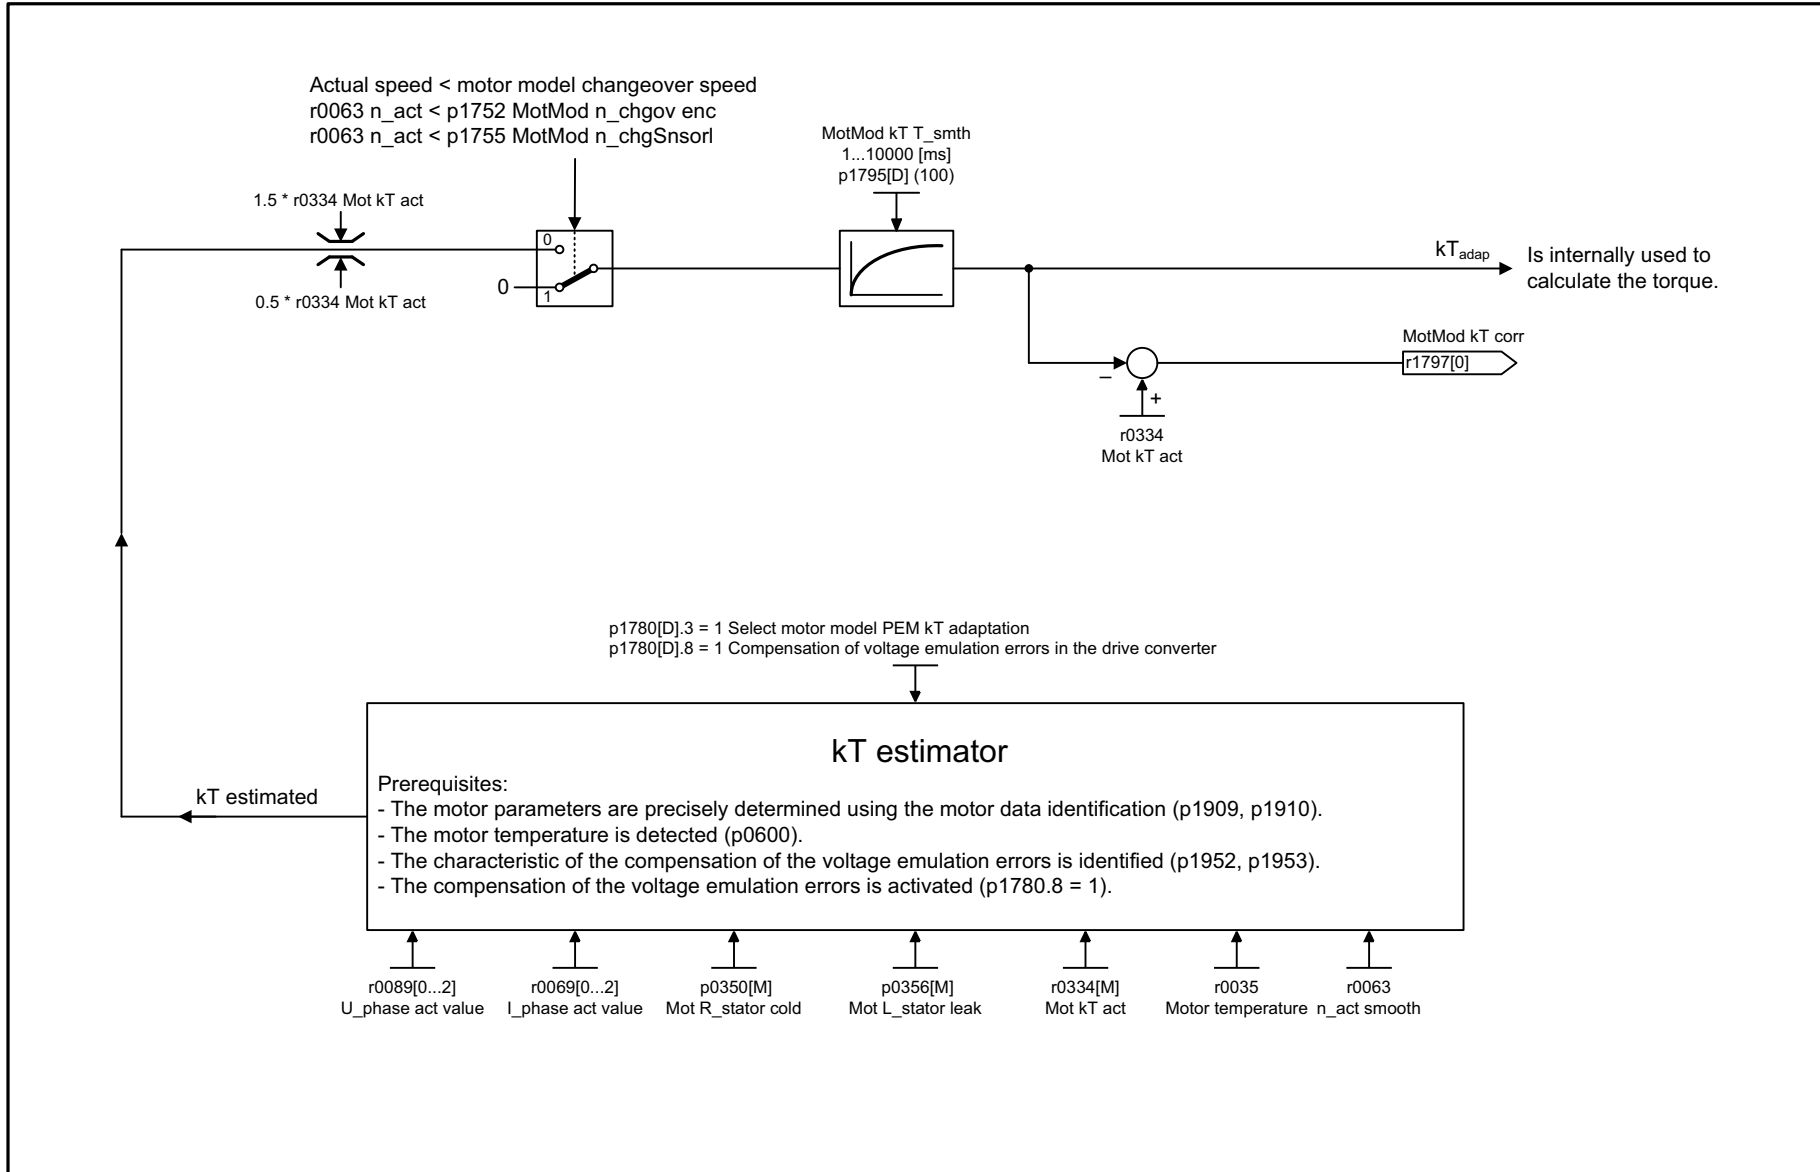 Actual speed < motor model changeover speed
r0063 n_act < p1752 MotMod n_chgov enc
r0063 n_act < p1755 MotMod n_chgSnsorl
MotMod kT T_smth
1...10000 [ms]
p1795[D] (100)
1.5 * r0334 Mot kT act
0
0
1
0.5 * r0334 Mot kT act
kTadap
Is internally used to
calculate the torque.
MotMod kT corr
r1797[0]
–
+
r0334
Mot kT act
p1780[D].3 = 1 Select motor model PEM kT adaptation
p1780[D].8 = 1 Compensation of voltage emulation errors in the drive converter
kT estimator
kT estimated
Prerequisites:
- The motor parameters are precisely determined using the motor data identification (p1909, p1910).
- The motor temperature is detected (p0600).
- The characteristic of the compensation of the voltage emulation errors is identified (p1952, p1953).
- The compensation of the voltage emulation errors is activated (p1780.8 = 1).
r0089[0...2]
U_phase act value
r0069[0...2]
I_phase act value
p0350[M]
Mot R_stator cold
p0356[M]
Mot L_stator leak
r0334[M]
Mot kT act
r0035
Motor temperature
r0063
n_act smooth